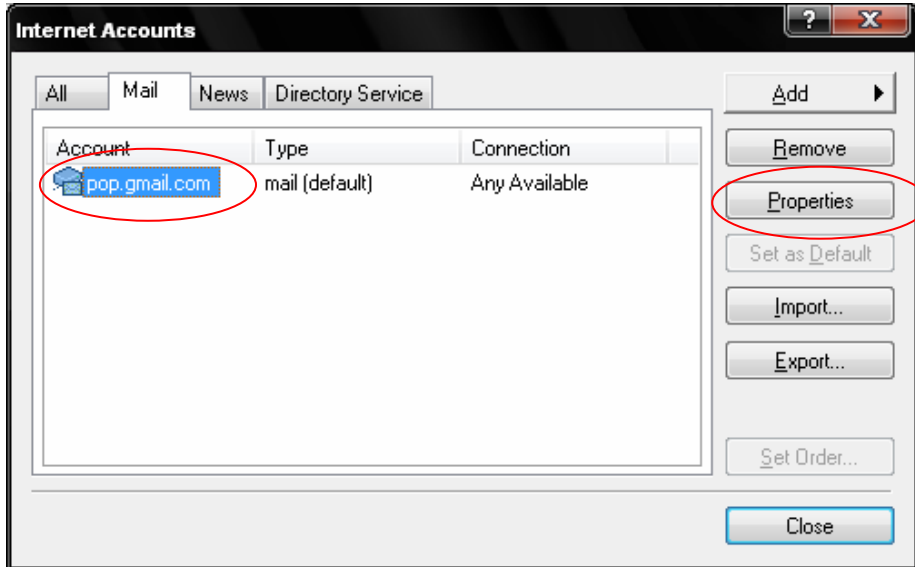 Internet Accounts
?
X
All Mail News Directory Service
Add
Account Type Connection
Remove
pop.gmail.com mail (default) Any Available
Properties
Set as Default
Import...
Export...
Set Order...
Close